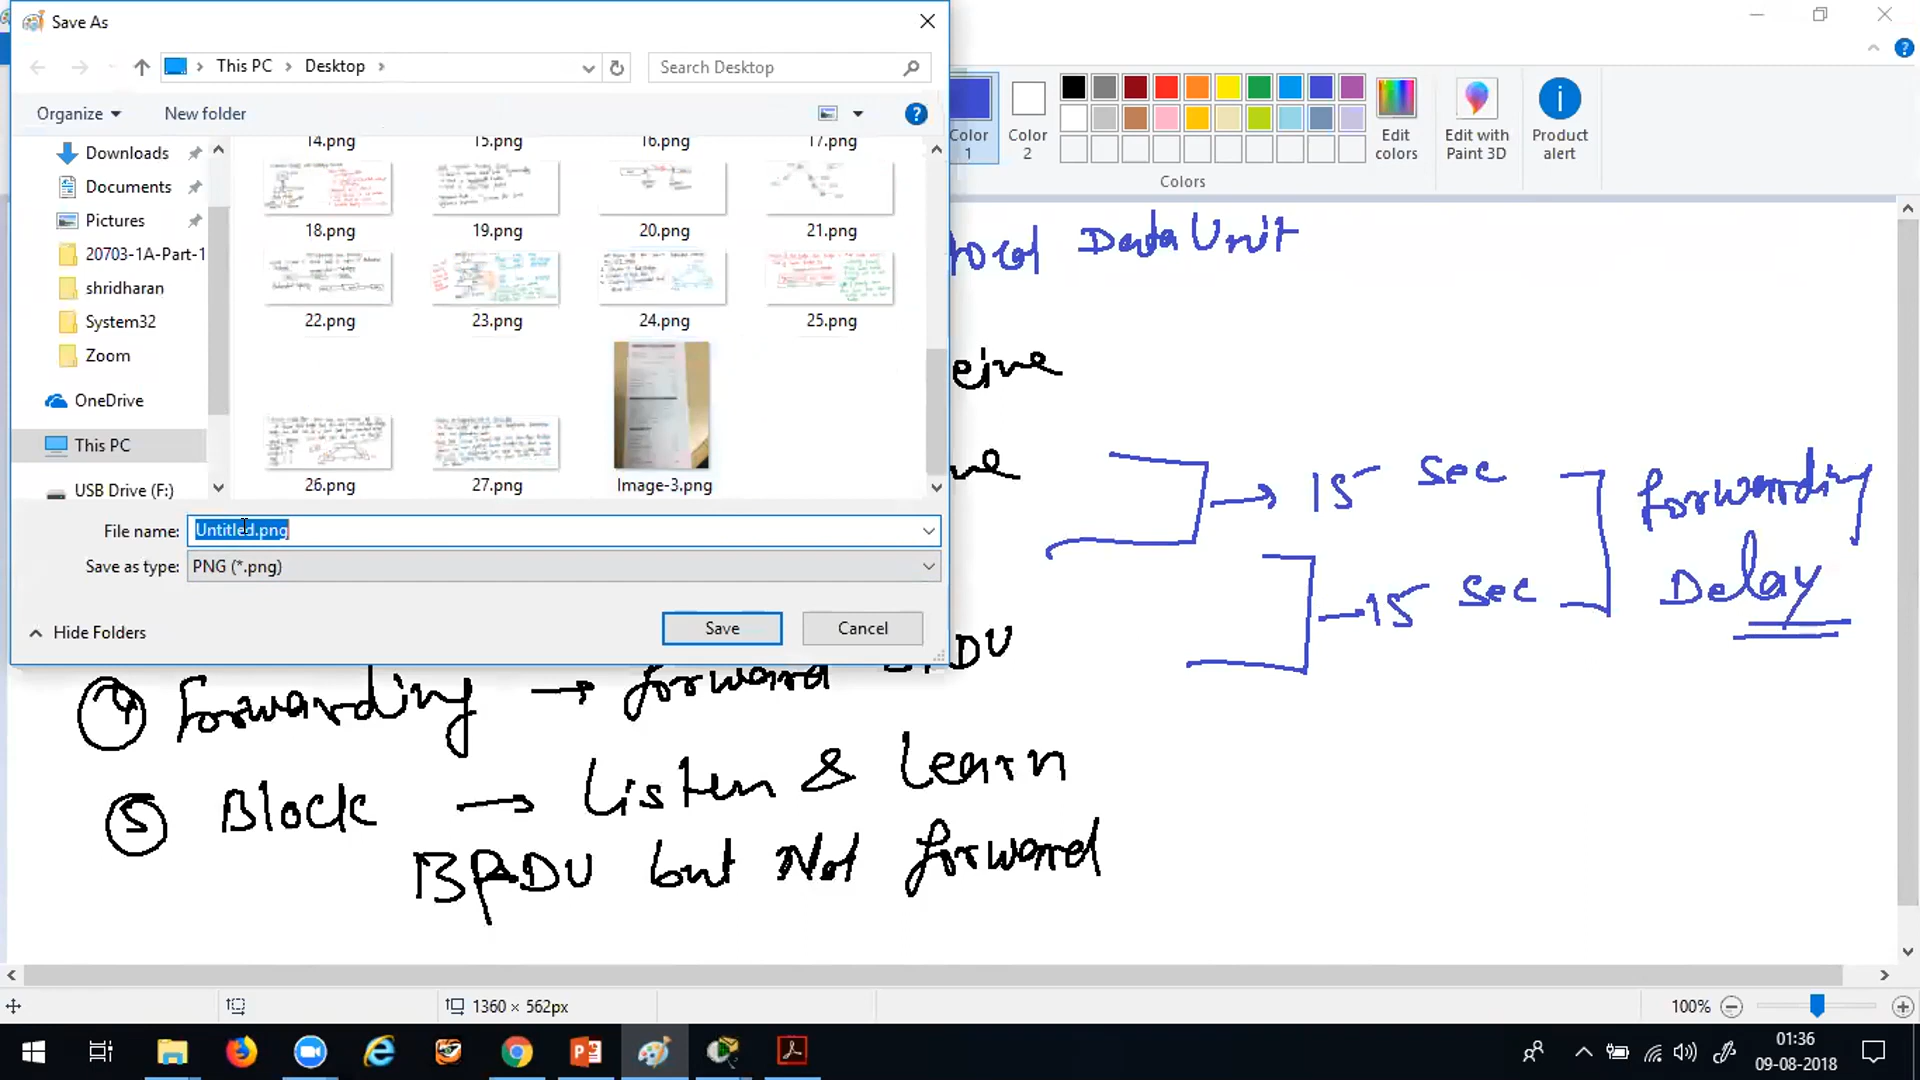 Save As
This PC > Desktop >
Search Desktop
Organize
New folder
Downloads
Documents
Pictures
20703-1A-Part-1
shridharan
System32
Zoom
OneDrive
This PC
USB Drive (F:)
14.png 15.png 16.png 17.png
18.png 19.png 20.png 21.png
22.png 23.png 24.png 25.png
26.png 27.png Image-3.png
File name: Untitled.png
Save as type: PNG (*.png)
Hide Folders
Save
Cancel
Color 1
Color 2
Edit colors
Edit with Paint 3D
Product alert
Colors
tocol Data Unit
eive
15 Sec
15 Sec
Forwarding
Delay
4 Forwarding → forward BPDU
5 Block → Listen & Learn
BPDU but Not forward
1360 × 562px
100%
01:36
09-08-2018